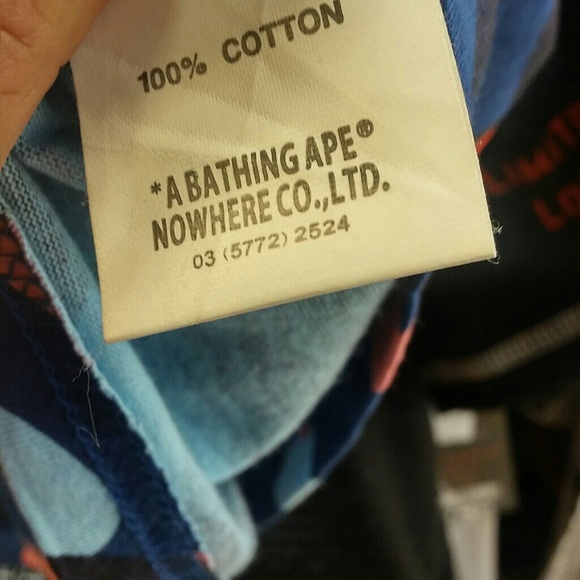 100% COTTON
*A BATHING APE®
NOWHERE CO.,LTD.
03 (5772) 2524